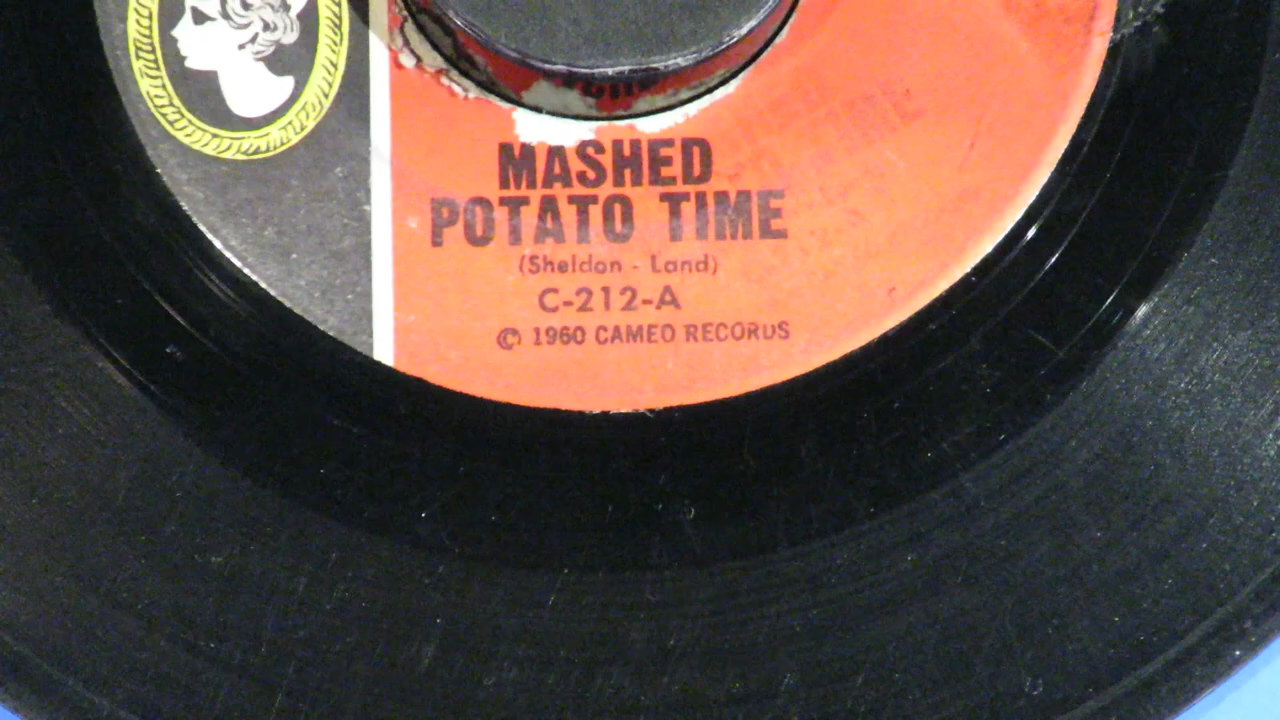 MASHED
POTATO TIME
(Sheldon - Land)
C-212-A
© 1960 CAMEO RECORDS